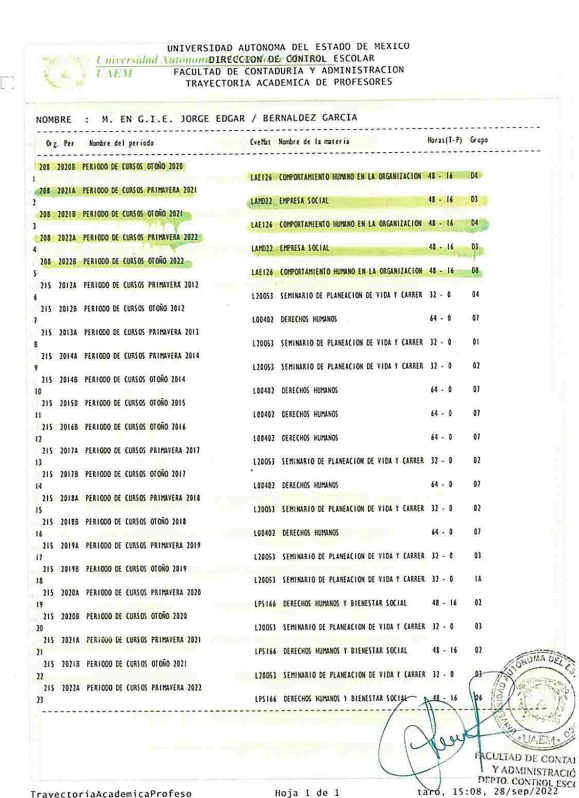 UNIVERSIDAD AUTONOMA DEL ESTADO DE MEXICO
Universidad Autonom DIRECCION DE CONTROL ESCOLAR
UAEM FACULTAD DE CONTADURIA Y ADMINISTRACION
TRAYECTORIA ACADEMICA DE PROFESORES
NOMBRE : M. EN G.I.E. JORGE EDGAR / BERNALDEZ GARCIA
Org. Per Nombre del periodo CveMat Nombre de la materia Horas(T-P) Grupo
208 2020B PERIODO DE CURSOS OTOÑO 2020
LAE126 COMPORTAMIENTO HUMANO EN LA ORGANIZACION 48 - 16 D4
1
208 2021A PERIODO DE CURSOS PRIMAVERA 2021
LAMD22 EMPRESA SOCIAL 48 - 16 D3
2
208 2021B PERIODO DE CURSOS OTOÑO 2021
LAE126 COMPORTAMIENTO HUMANO EN LA ORGANIZACION 48 - 16 D4
3
208 2022A PERIODO DE CURSOS PRIMAVERA 2022
LAMD22 EMPRESA SOCIAL 48 - 16 D3
4
208 2022B PERIODO DE CURSOS OTOÑO 2022
LAE126 COMPORTAMIENTO HUMANO EN LA ORGANIZACION 48 - 16 D8
5
215 2012A PERIODO DE CURSOS PRIMAVERA 2012
L20053 SEMINARIO DE PLANEACION DE VIDA Y CARRER 32 - 0 04
6
215 2012B PERIODO DE CURSOS OTOÑO 2012
L00402 DERECHOS HUMANOS 64 - 0 07
7
215 2013A PERIODO DE CURSOS PRIMAVERA 2013
L20053 SEMINARIO DE PLANEACION DE VIDA Y CARRER 32 - 0 01
8
215 2014A PERIODO DE CURSOS PRIMAVERA 2014
L20053 SEMINARIO DE PLANEACION DE VIDA Y CARRER 32 - 0 02
9
215 2014B PERIODO DE CURSOS OTOÑO 2014
L00402 DERECHOS HUMANOS 64 - 0 07
10
215 2015B PERIODO DE CURSOS OTOÑO 2015
L00402 DERECHOS HUMANOS 64 - 0 07
11
215 2016B PERIODO DE CURSOS OTOÑO 2016
L00402 DERECHOS HUMANOS 64 - 0 07
12
215 2017A PERIODO DE CURSOS PRIMAVERA 2017
L20053 SEMINARIO DE PLANEACION DE VIDA Y CARRER 32 - 0 02
13
215 2017B PERIODO DE CURSOS OTOÑO 2017
L00402 DERECHOS HUMANOS 64 - 0 07
14
215 2018A PERIODO DE CURSOS PRIMAVERA 2018
L20053 SEMINARIO DE PLANEACION DE VIDA Y CARRER 32 - 0 02
15
215 2018B PERIODO DE CURSOS OTOÑO 2018
L00402 DERECHOS HUMANOS 64 - 0 07
16
215 2019A PERIODO DE CURSOS PRIMAVERA 2019
L20053 SEMINARIO DE PLANEACION DE VIDA Y CARRER 32 - 0 03
17
215 2019B PERIODO DE CURSOS OTOÑO 2019
L20053 SEMINARIO DE PLANEACION DE VIDA Y CARRER 32 - 0 1A
18
215 2020A PERIODO DE CURSOS PRIMAVERA 2020
LPS166 DERECHOS HUMANOS Y BIENESTAR SOCIAL 48 - 16 02
19
215 2020B PERIODO DE CURSOS OTOÑO 2020
L20053 SEMINARIO DE PLANEACION DE VIDA Y CARRER 32 - 0 03
20
215 2021A PERIODO DE CURSOS PRIMAVERA 2021
LPS166 DERECHOS HUMANOS Y BIENESTAR SOCIAL 48 - 16 02
21
215 2021B PERIODO DE CURSOS OTOÑO 2021
L20053 SEMINARIO DE PLANEACION DE VIDA Y CARRER 32 - 0 03
22
215 2022A PERIODO DE CURSOS PRIMAVERA 2022
LPS166 DERECHOS HUMANOS Y BIENESTAR SOCIAL 48 - 16 06
23
UAEM
FACULTAD DE CONTA
Y ADMINISTRACIÓ
DEPTO. CONTROL ESCO
TrayectoriaAcademicaProfeso Hoja 1 de 1 taro, 15:08, 28/sep/2022